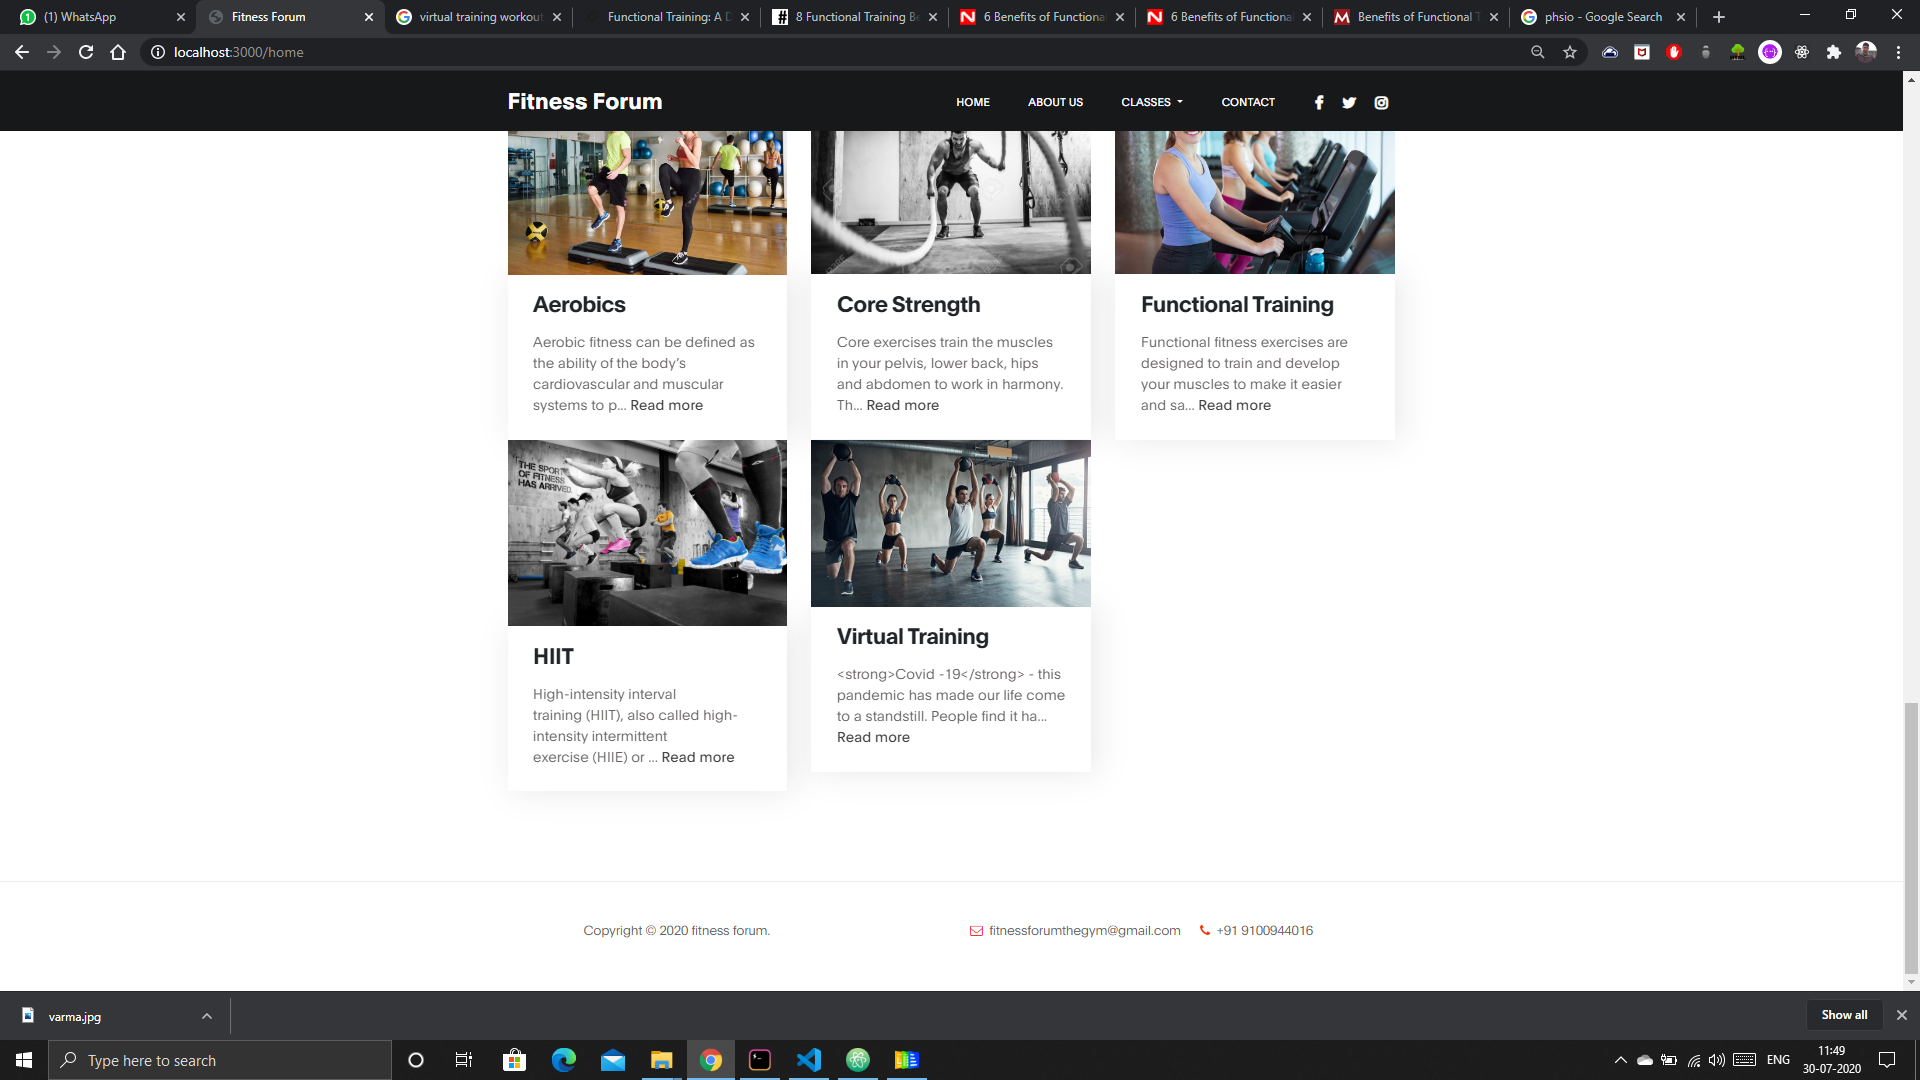 (1) WhatsApp
Fitness Forum
virtual training workout
Functional Training: A D
8 Functional Training Be
6 Benefits of Functiona
6 Benefits of Functiona
Benefits of Functional T
phsio - Google Search
localhost:3000/home
Fitness Forum
HOME
ABOUT US
CLASSES
CONTACT
Aerobics
Aerobic fitness can be defined as
the ability of the body's
cardiovascular and muscular
systems to p... Read more
Core Strength
Core exercises train the muscles
in your pelvis, lower back, hips
and abdomen to work in harmony.
Th... Read more
Functional Training
Functional fitness exercises are
designed to train and develop
your muscles to make it easier
and sa... Read more
THE SPORT
OF FITNESS
HAS ARRIVED.
HIIT
High-intensity interval
training (HIIT), also called high-
intensity intermittent
exercise (HIIE) or ... Read more
Virtual Training
<strong>Covid -19</strong> - this
pandemic has made our life come
to a standstill. People find it ha...
Read more
Copyright © 2020 fitness forum.
fitnessforumthegym@gmail.com
+91 9100944016
varma.jpg
Show all
Type here to search
ENG
11:49
30-07-2020